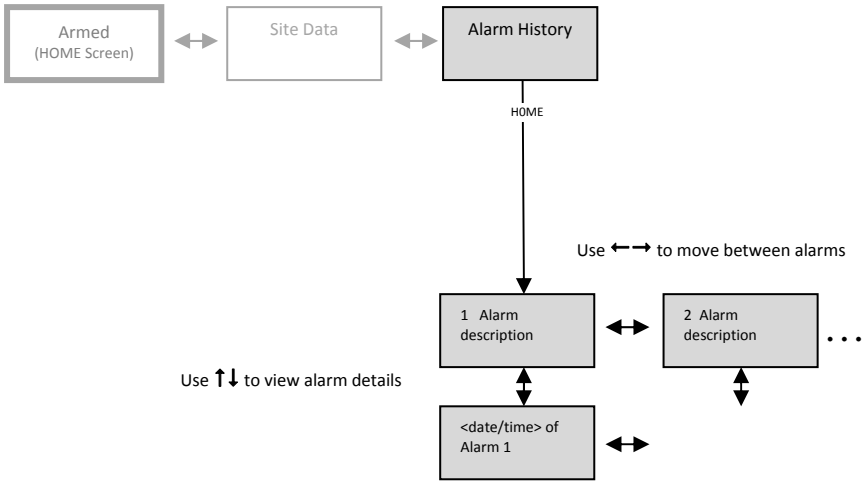 Armed
(HOME Screen)
Site Data
Alarm History
HOME
Use ←→ to move between alarms
1 Alarm
description
2 Alarm
description
...
Use ↑↓ to view alarm details
<date/time> of
Alarm 1